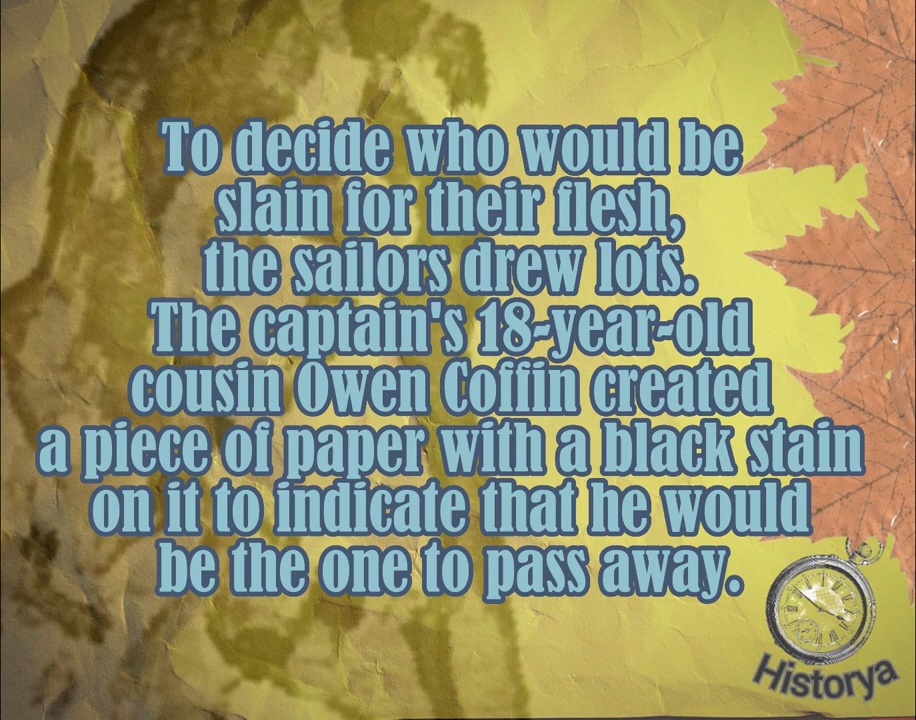 To decide who would be
slain for their flesh,
the sailors drew lots.
The captain's 18-year-old
cousin Owen Coffin created
a piece of paper with a black stain
on it to indicate that he would
be the one to pass away.
Historya